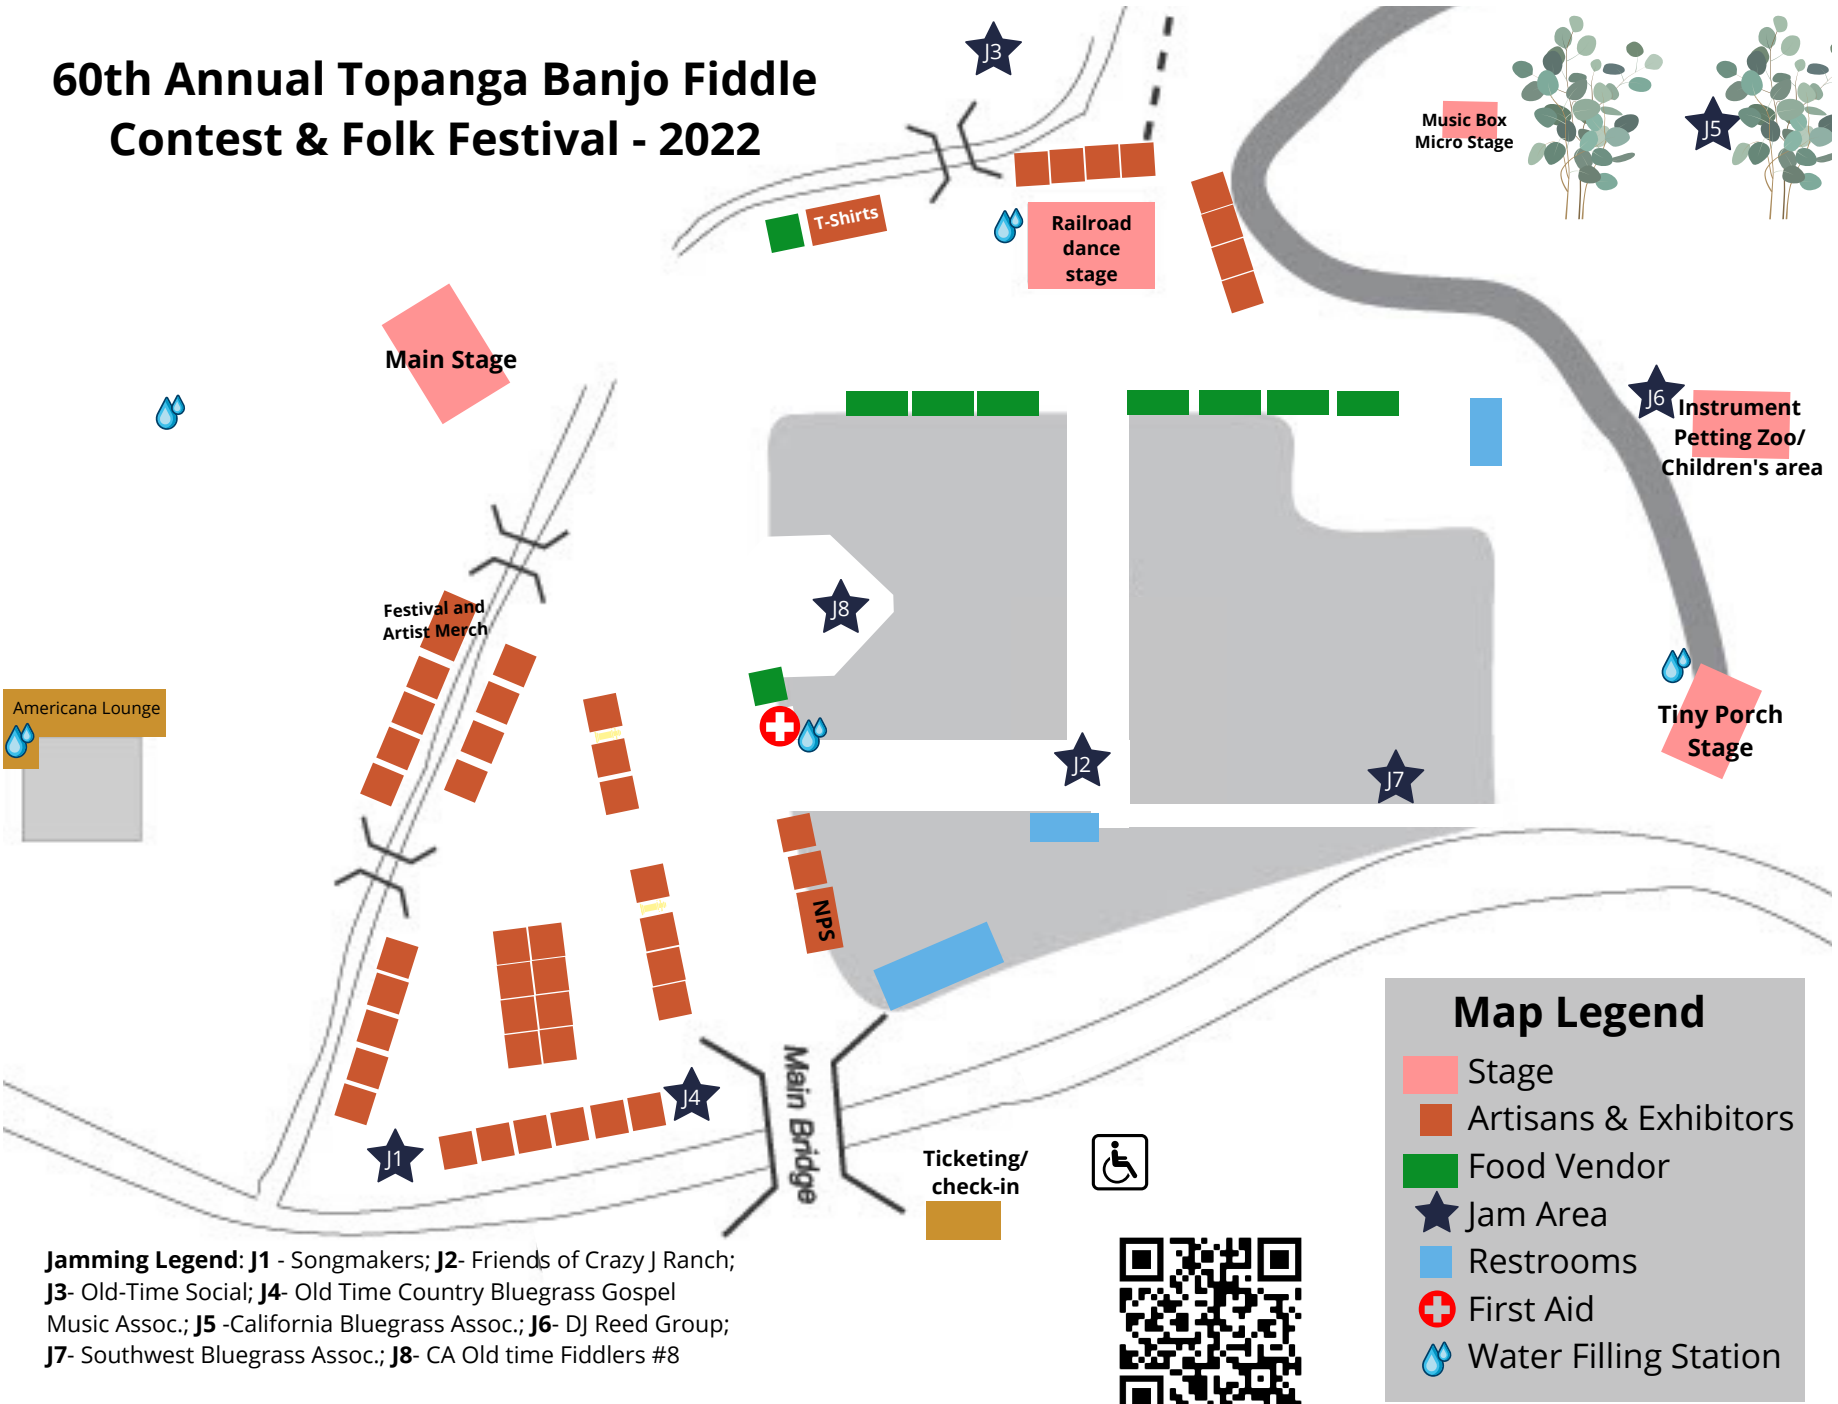 60th Annual Topanga Banjo Fiddle
Contest & Folk Festival - 2022
J3
Music Box
Micro Stage
J5
T-Shirts
Railroad
dance
stage
Main Stage
J6
Instrument
Petting Zoo/
Children's area
Festival and
Artist Merch
J8
Americana Lounge
Tiny Porch
Stage
J2
J7
NPS
Main Bridge
J4
J1
Ticketing/
check-in
Map Legend
Stage
Artisans & Exhibitors
Food Vendor
Jam Area
Restrooms
First Aid
Water Filling Station
Jamming Legend: J1 - Songmakers; J2- Friends of Crazy J Ranch;
J3- Old-Time Social; J4- Old Time Country Bluegrass Gospel
Music Assoc.; J5 -California Bluegrass Assoc.; J6- DJ Reed Group;
J7- Southwest Bluegrass Assoc.; J8- CA Old time Fiddlers #8